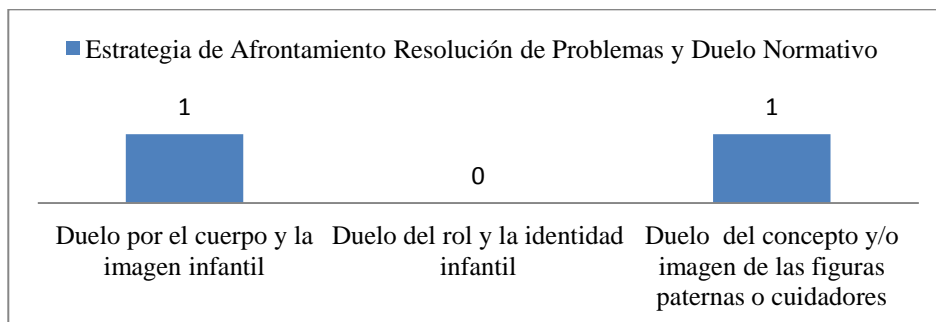 Estrategia de Afrontamiento Resolución de Problemas y Duelo Normativo
1
0
1
Duelo por el cuerpo y la
imagen infantil
Duelo del rol y la identidad
infantil
Duelo del concepto y/o
imagen de las figuras
paternas o cuidadores